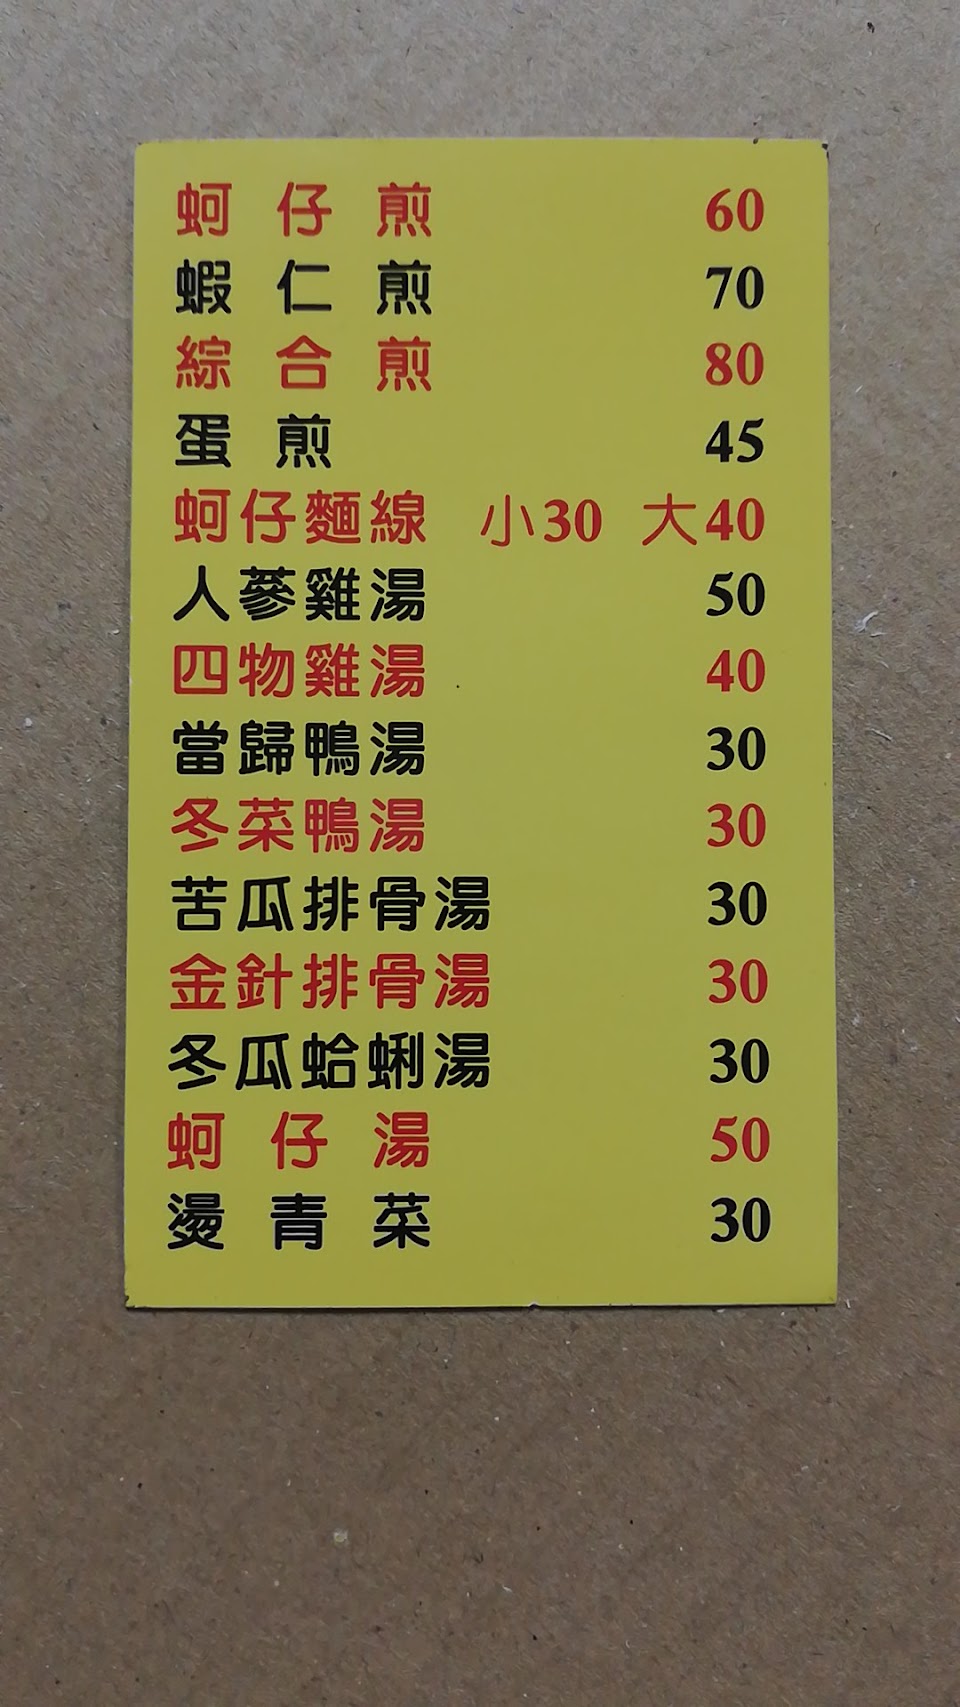 蚵仔煎 60
蝦仁煎 70
綜合煎 80
蛋煎 45
蚵仔麵線 小30 大40
人蔘雞湯 50
四物雞湯 40
當歸鴨湯 30
冬菜鴨湯 30
苦瓜排骨湯 30
金針排骨湯 30
冬瓜蛤蜊湯 30
蚵仔湯 50
燙青菜 30